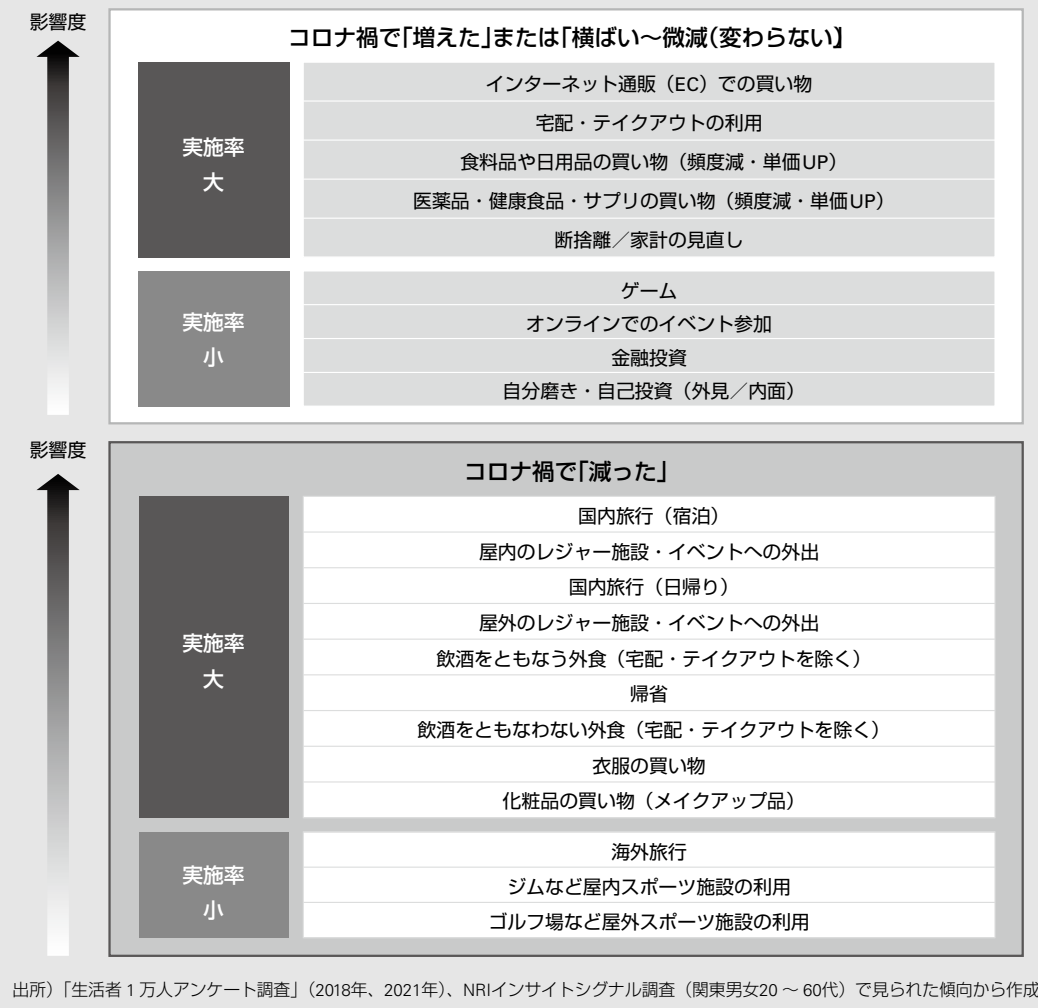 影響度
コロナ禍で「増えた」または「横ばい～微減（変わらない】
実施率
大
インターネット通販（EC）での買い物
宅配・テイクアウトの利用
食料品や日用品の買い物（頻度減・単価UP）
医薬品・健康食品・サプリの買い物（頻度減・単価UP）
断捨離／家計の見直し
実施率
小
ゲーム
オンラインでのイベント参加
金融投資
自分磨き・自己投資（外見／内面）
影響度
コロナ禍で「減った」
実施率
大
国内旅行（宿泊）
屋内のレジャー施設・イベントへの外出
国内旅行（日帰り）
屋外のレジャー施設・イベントへの外出
飲酒をともなう外食（宅配・テイクアウトを除く）
帰省
飲酒をともなわない外食（宅配・テイクアウトを除く）
衣服の買い物
化粧品の買い物（メイクアップ品）
実施率
小
海外旅行
ジムなど屋内スポーツ施設の利用
ゴルフ場など屋外スポーツ施設の利用
出所）「生活者1万人アンケート調査」（2018年、2021年）、NRIインサイトシグナル調査（関東男女20～60代）で見られた傾向から作成